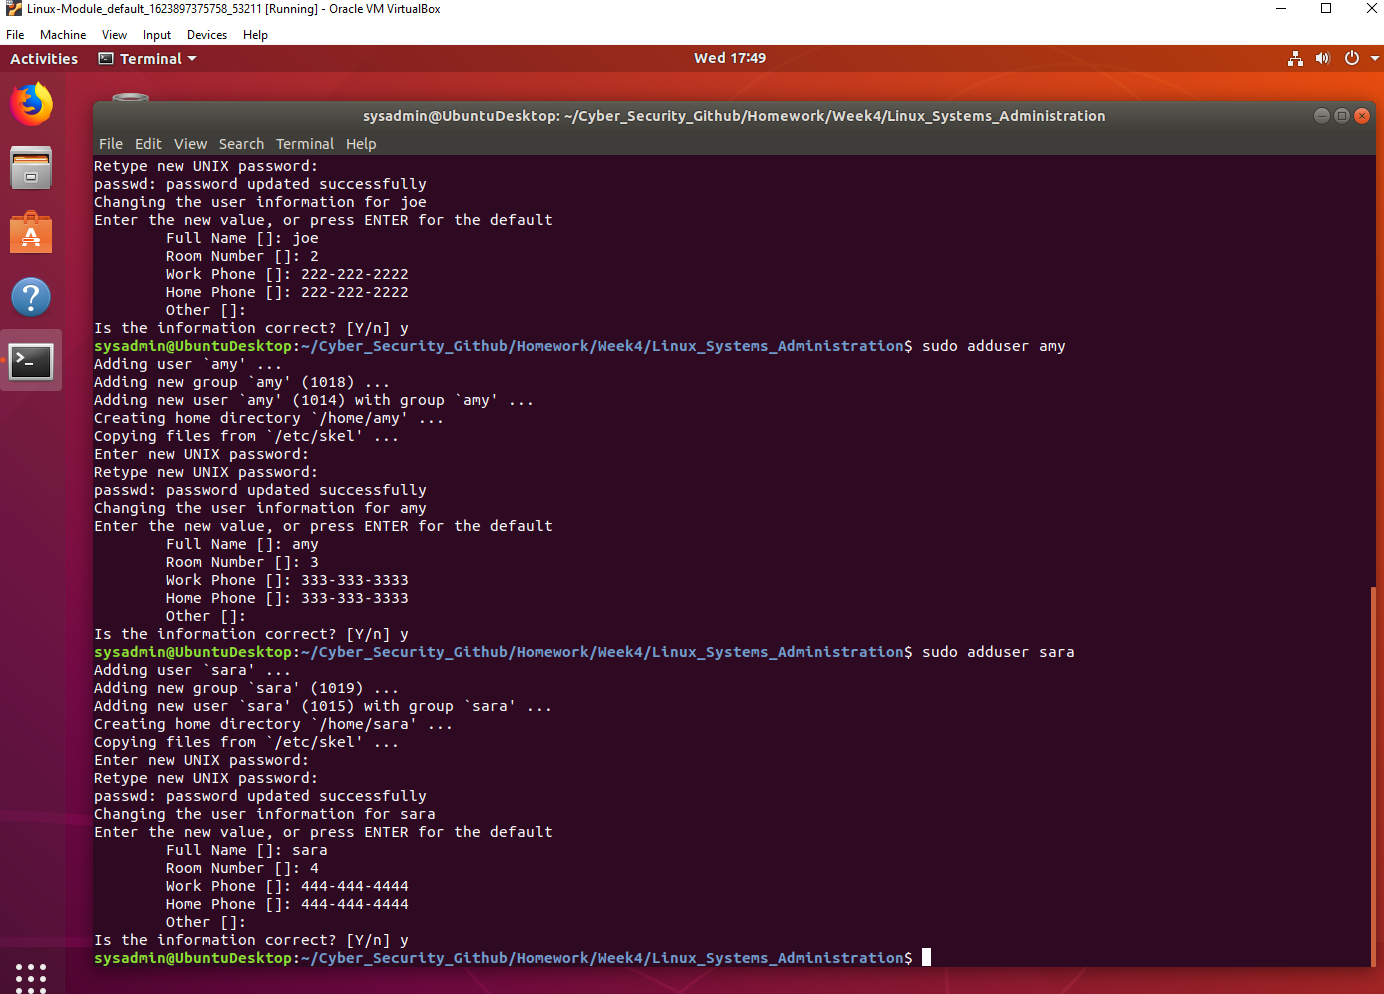 Linux-Module_default_1623897375758_53211 [Running] - Oracle VM VirtualBox
File Machine View Input Devices Help
Activities Terminal Wed 17:49
sysadmin@UbuntuDesktop: ~/Cyber_Security_Github/Homework/Week4/Linux_Systems_Administration
File Edit View Search Terminal Help
Retype new UNIX password:
passwd: password updated successfully
Changing the user information for joe
Enter the new value, or press ENTER for the default
Full Name []: joe
Room Number []: 2
Work Phone []: 222-222-2222
Home Phone []: 222-222-2222
Other []:
Is the information correct? [Y/n] y
sysadmin@UbuntuDesktop:~/Cyber_Security_Github/Homework/Week4/Linux_Systems_Administration$ sudo adduser amy
Adding user `amy' ...
Adding new group `amy' (1018) ...
Adding new user `amy' (1014) with group `amy' ...
Creating home directory `/home/amy' ...
Copying files from `/etc/skel' ...
Enter new UNIX password:
Retype new UNIX password:
passwd: password updated successfully
Changing the user information for amy
Enter the new value, or press ENTER for the default
Full Name []: amy
Room Number []: 3
Work Phone []: 333-333-3333
Home Phone []: 333-333-3333
Other []:
Is the information correct? [Y/n] y
sysadmin@UbuntuDesktop:~/Cyber_Security_Github/Homework/Week4/Linux_Systems_Administration$ sudo adduser sara
Adding user `sara' ...
Adding new group `sara' (1019) ...
Adding new user `sara' (1015) with group `sara' ...
Creating home directory `/home/sara' ...
Copying files from `/etc/skel' ...
Enter new UNIX password:
Retype new UNIX password:
passwd: password updated successfully
Changing the user information for sara
Enter the new value, or press ENTER for the default
Full Name []: sara
Room Number []: 4
Work Phone []: 444-444-4444
Home Phone []: 444-444-4444
Other []:
Is the information correct? [Y/n] y
sysadmin@UbuntuDesktop:~/Cyber_Security_Github/Homework/Week4/Linux_Systems_Administration$